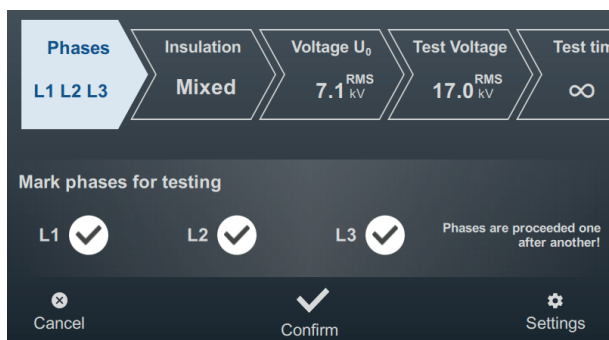 Phases
L1 L2 L3
Insulation
Mixed
Voltage U₀
7.1 RMS kV
Test Voltage
17.0 RMS kV
Test tim
∞
Mark phases for testing
L1
L2
L3
Phases are proceeded one
after another!
Cancel
Confirm
Settings